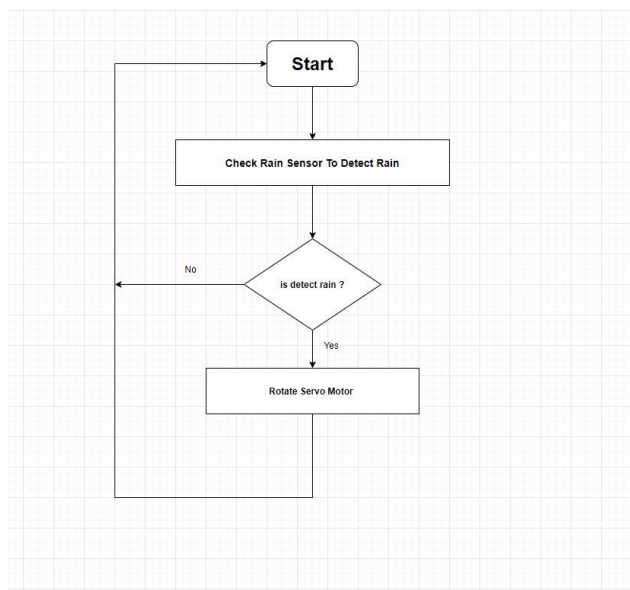 Start
Check Rain Sensor To Detect Rain
No
is detect rain ?
Yes
Rotate Servo Motor